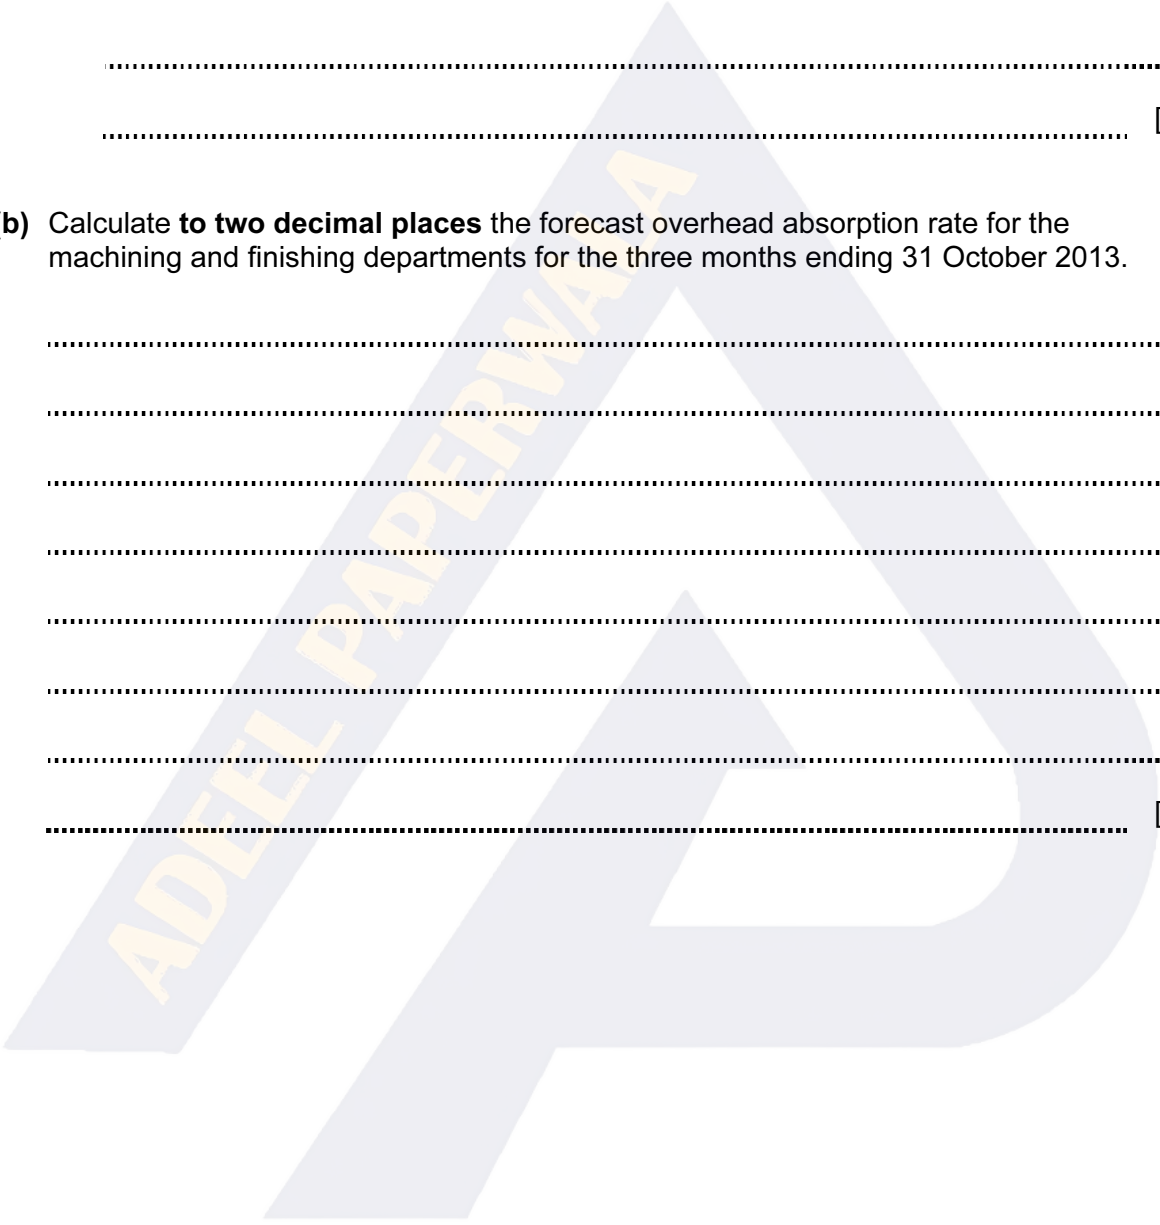 (b) Calculate to two decimal places the forecast overhead absorption rate for the
machining and finishing departments for the three months ending 31 October 2013.
[
[
ADEEL PAPERWALA